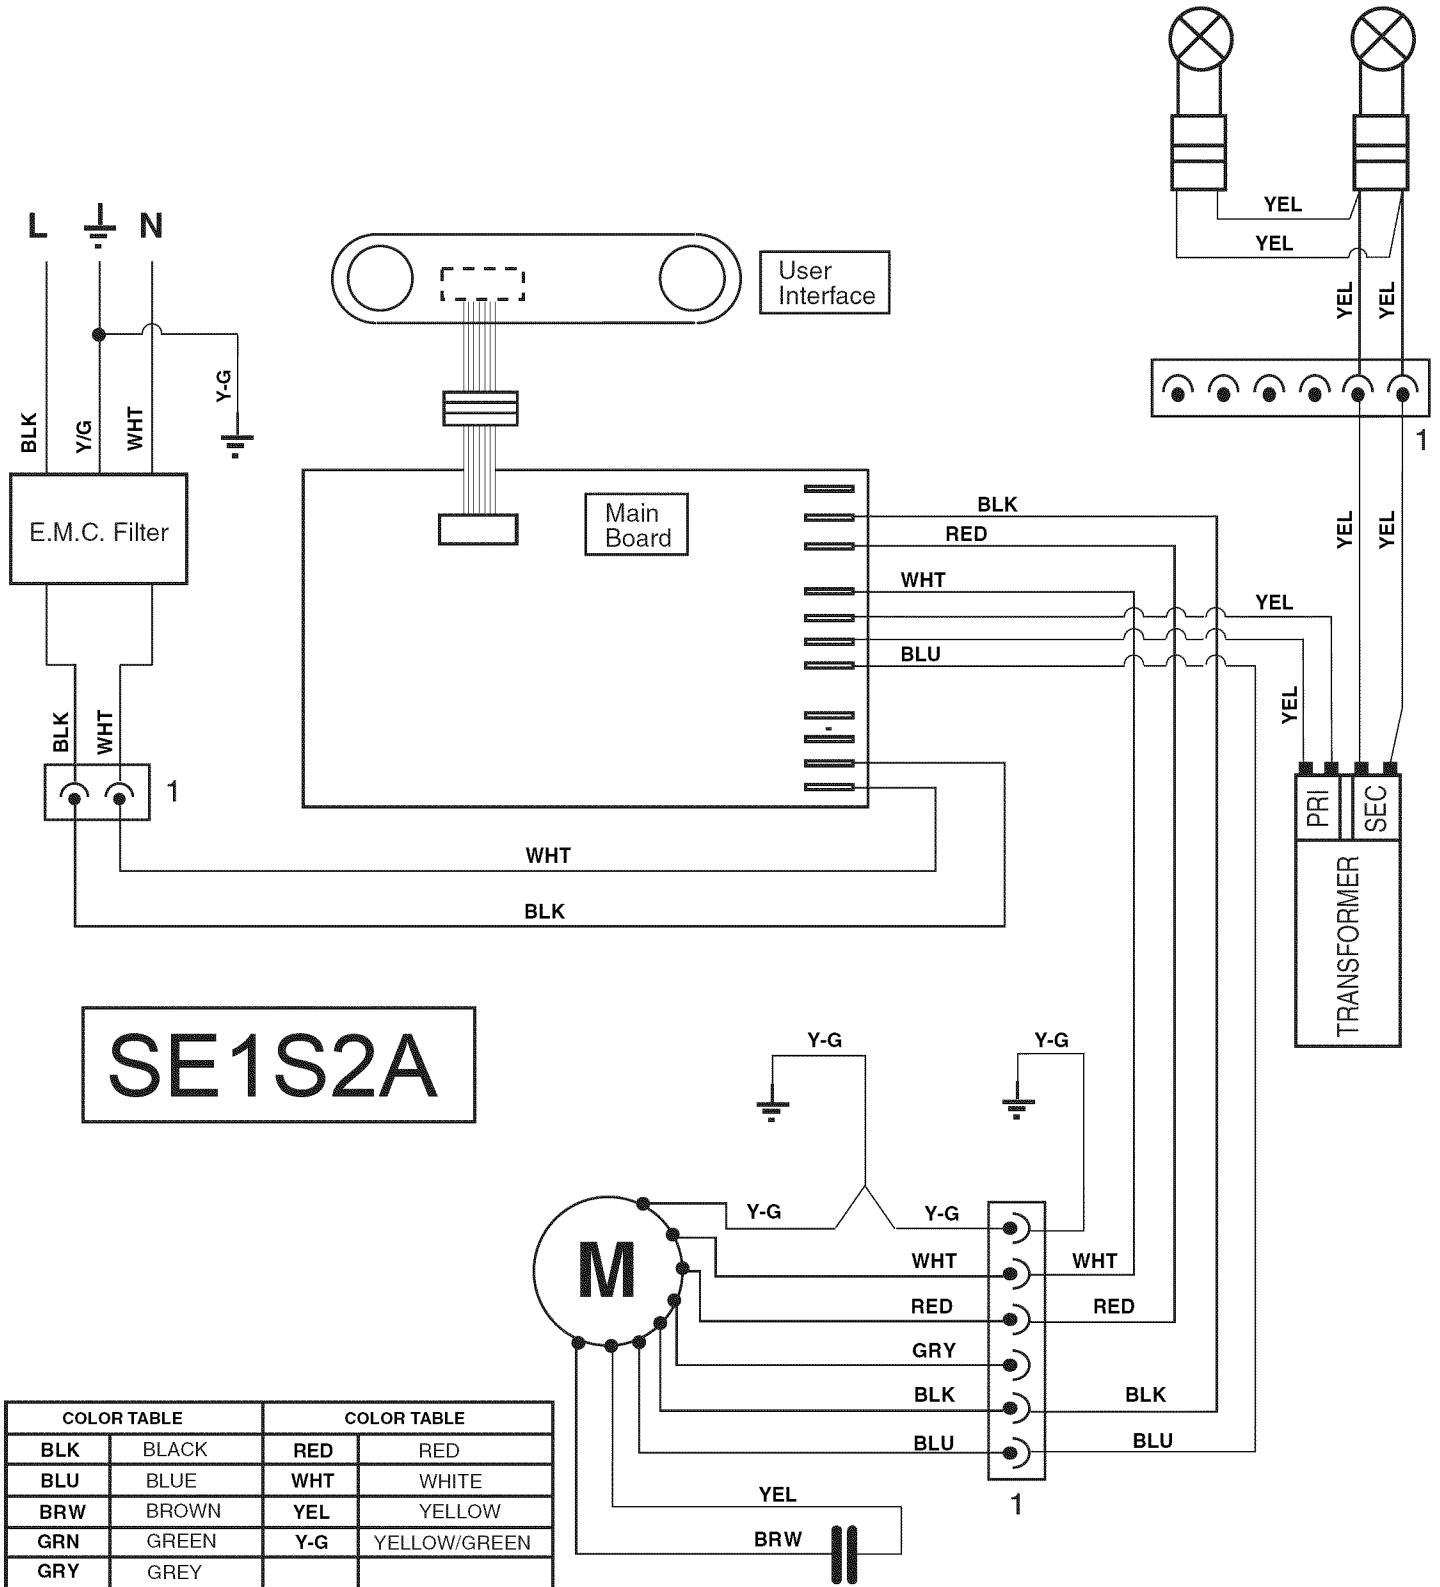 L
N
YEL
YEL
User
Interface
YEL
YEL
Y-G
BLK
Y/G
WHT
1
E.M.C. Filter
Main
Board
BLK
RED
YEL
YEL
WHT
YEL
BLU
YEL
BLK
WHT
1
PRI
SEC
TRANSFORMER
WHT
BLK
SE1S2A
Y-G
Y-G
Y-G
Y-G
M
WHT
WHT
RED
RED
GRY
BLK
BLK
BLU
BLU
1
YEL
BRW
COLOR TABLE COLOR TABLE
BLK BLACK RED RED
BLU BLUE WHT WHITE
BRW BROWN YEL YELLOW
GRN GREEN Y-G YELLOW/GREEN
GRY GREY